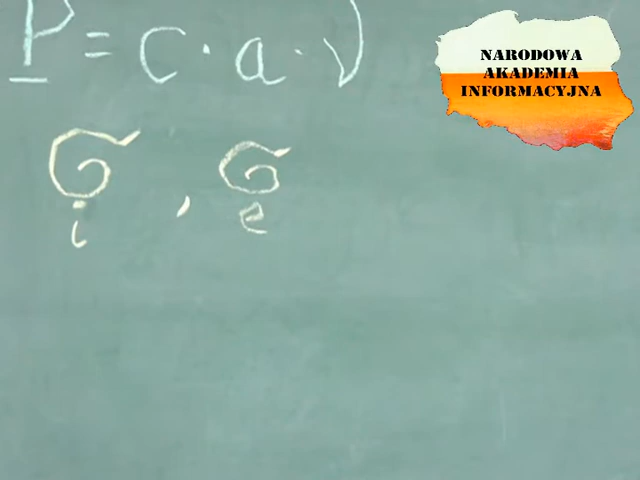 P = c · a · √
σ , σ
i e
NARODOWA
AKADEMIA
INFORMACYJNA